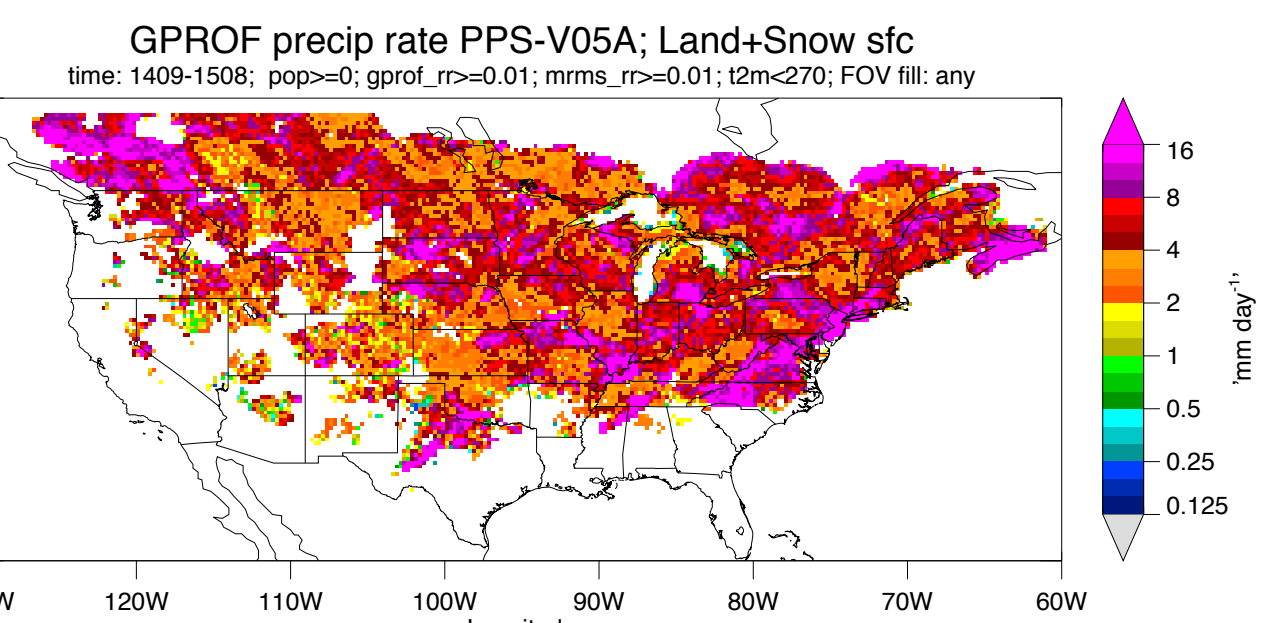 GPROF precip rate PPS-V05A; Land+Snow sfc
time: 1409-1508; pop>=0; gprof_rr>=0.01; mrms_rr>=0.01; t2m<270; FOV fill: any
16
8
4
2
1
0.5
0.25
0.125
'mm day-1,
W 120W 110W 100W 90W 80W 70W 60W